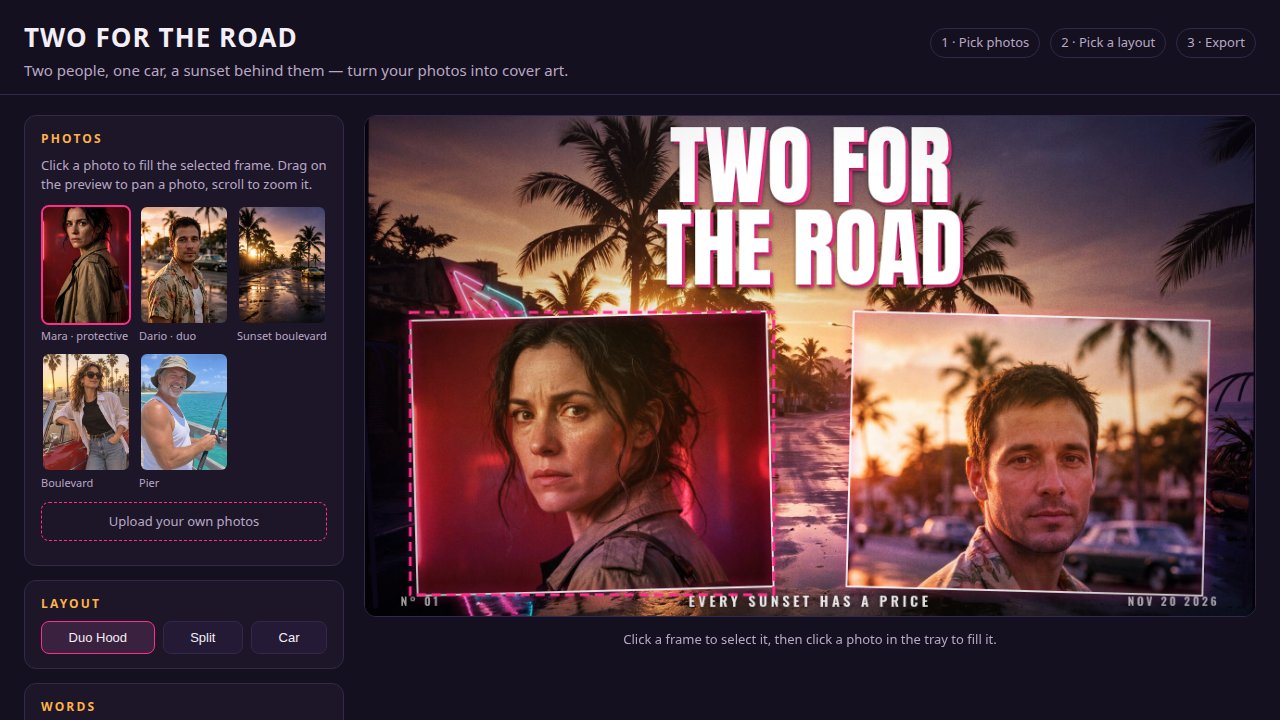 TWO FOR THE ROAD
Two people, one car, a sunset behind them — turn your photos into cover art.
1 · Pick photos
2 · Pick a layout
3 · Export
PHOTOS
Click a photo to fill the selected frame. Drag on
the preview to pan a photo, scroll to zoom it.
Mara · protective
Dario · duo
Sunset boulevard
Boulevard
Pier
Upload your own photos
LAYOUT
Duo Hood
Split
Car
WORDS
TWO FOR
THE ROAD
Nº 01
EVERY SUNSET HAS A PRICE
NOV 20 2026
Click a frame to select it, then click a photo in the tray to fill it.